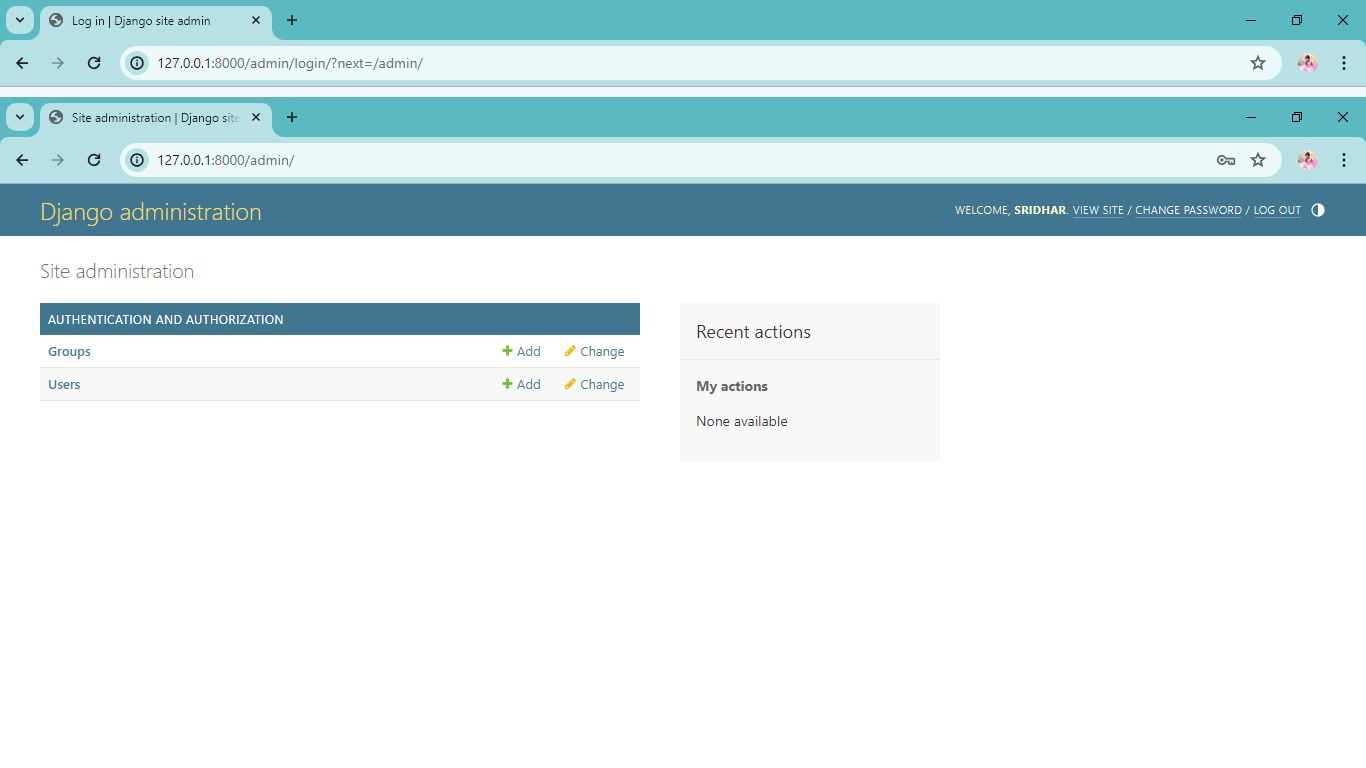 Log in | Django site admin
127.0.0.1:8000/admin/login/?next=/admin/
Site administration | Django site
127.0.0.1:8000/admin/
Django administration
WELCOME, SRIDHAR. VIEW SITE / CHANGE PASSWORD / LOG OUT
Site administration
AUTHENTICATION AND AUTHORIZATION
Groups Add Change
Users Add Change
Recent actions
My actions
None available